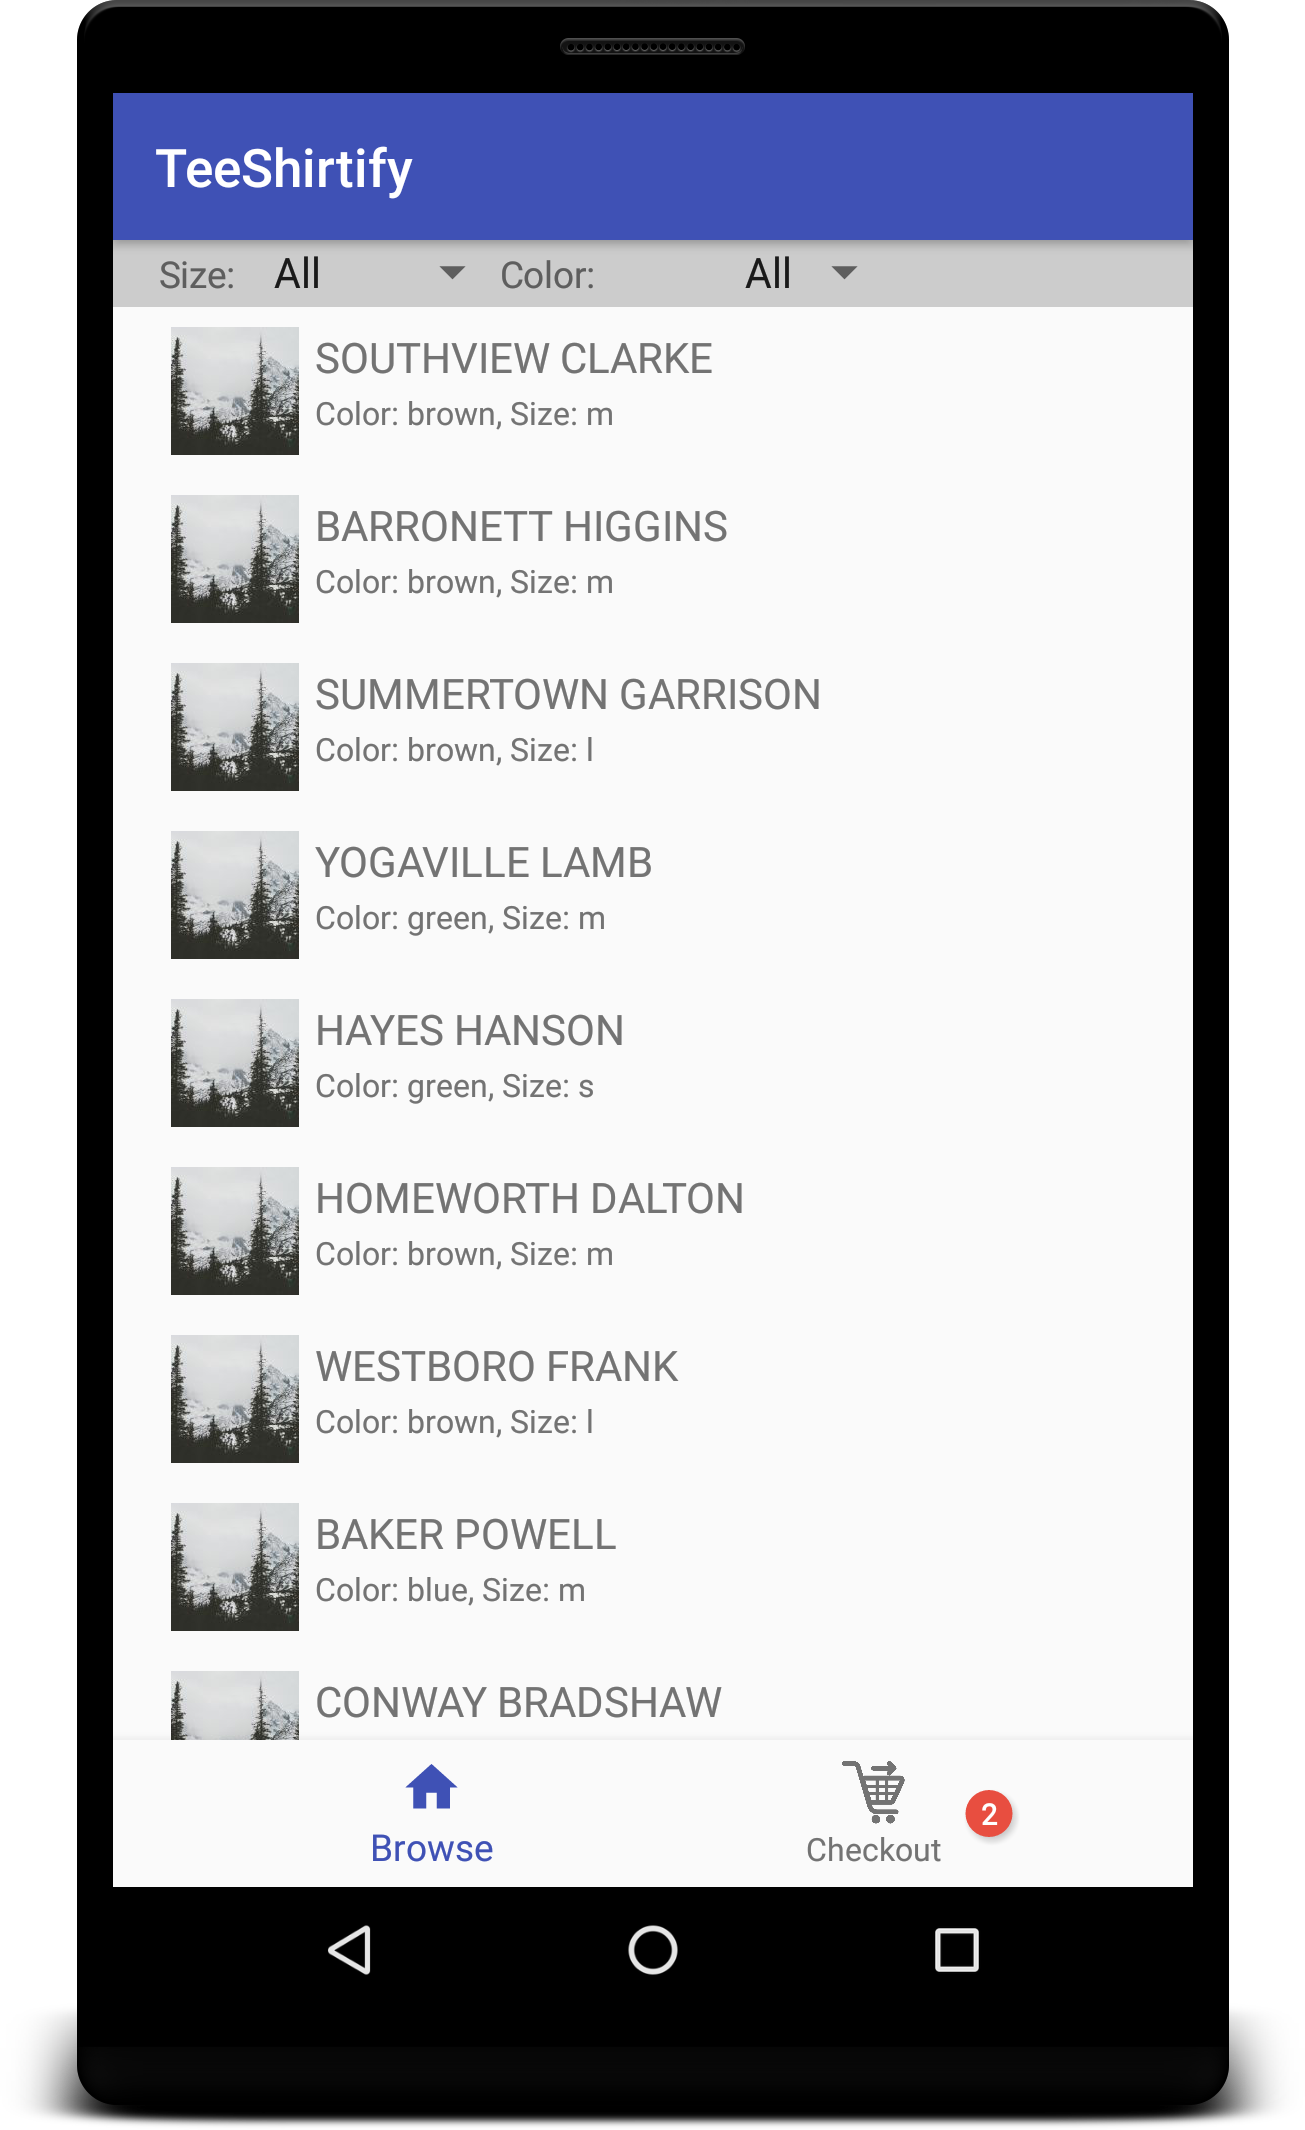 TeeShirtify
Size: All Color: All
SOUTHVIEW CLARKE
Color: brown, Size: m
BARRONETT HIGGINS
Color: brown, Size: m
SUMMERTOWN GARRISON
Color: brown, Size: l
YOGAVILLE LAMB
Color: green, Size: m
HAYES HANSON
Color: green, Size: s
HOMEWORTH DALTON
Color: brown, Size: m
WESTBORO FRANK
Color: brown, Size: l
BAKER POWELL
Color: blue, Size: m
CONWAY BRADSHAW
Browse Checkout 2